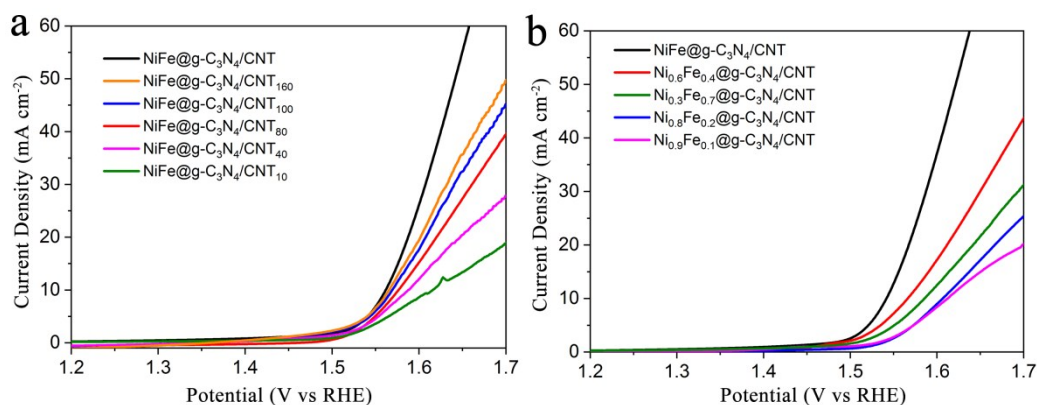 a
60
50
40
30
20
10
0
Current Density (mA cm⁻²)
NiFe@g-C₃N₄/CNT
NiFe@g-C₃N₄/CNT₁₆₀
NiFe@g-C₃N₄/CNT₁₀₀
NiFe@g-C₃N₄/CNT₈₀
NiFe@g-C₃N₄/CNT₄₀
NiFe@g-C₃N₄/CNT₁₀
1.2 1.3 1.4 1.5 1.6 1.7
Potential (V vs RHE)
b
60
50
40
30
20
10
0
Current Density (mA cm⁻²)
NiFe@g-C₃N₄/CNT
Ni₀.₆Fe₀.₄@g-C₃N₄/CNT
Ni₀.₃Fe₀.₇@g-C₃N₄/CNT
Ni₀.₈Fe₀.₂@g-C₃N₄/CNT
Ni₀.₉Fe₀.₁@g-C₃N₄/CNT
1.2 1.3 1.4 1.5 1.6 1.7
Potential (V vs RHE)